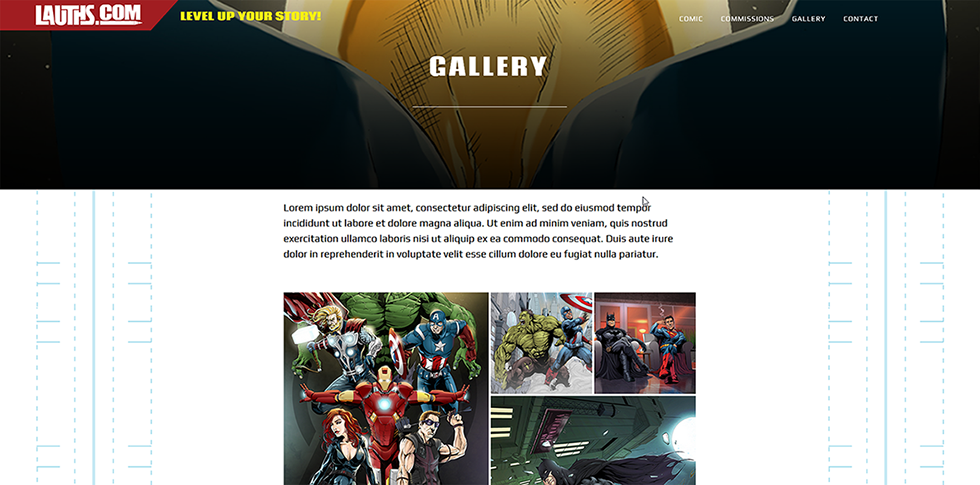 LAUTHS.COM
LEVEL UP YOUR STORY!
COMIC
COMMISSIONS
GALLERY
CONTACT
GALLERY
Lorem ipsum dolor sit amet, consectetur adipiscing elit, sed do eiusmod tempor
incididunt ut labore et dolore magna aliqua. Ut enim ad minim veniam, quis nostrud
exercitation ullamco laboris nisi ut aliquip ex ea commodo consequat. Duis aute irure
dolor in reprehenderit in voluptate velit esse cillum dolore eu fugiat nulla pariatur.